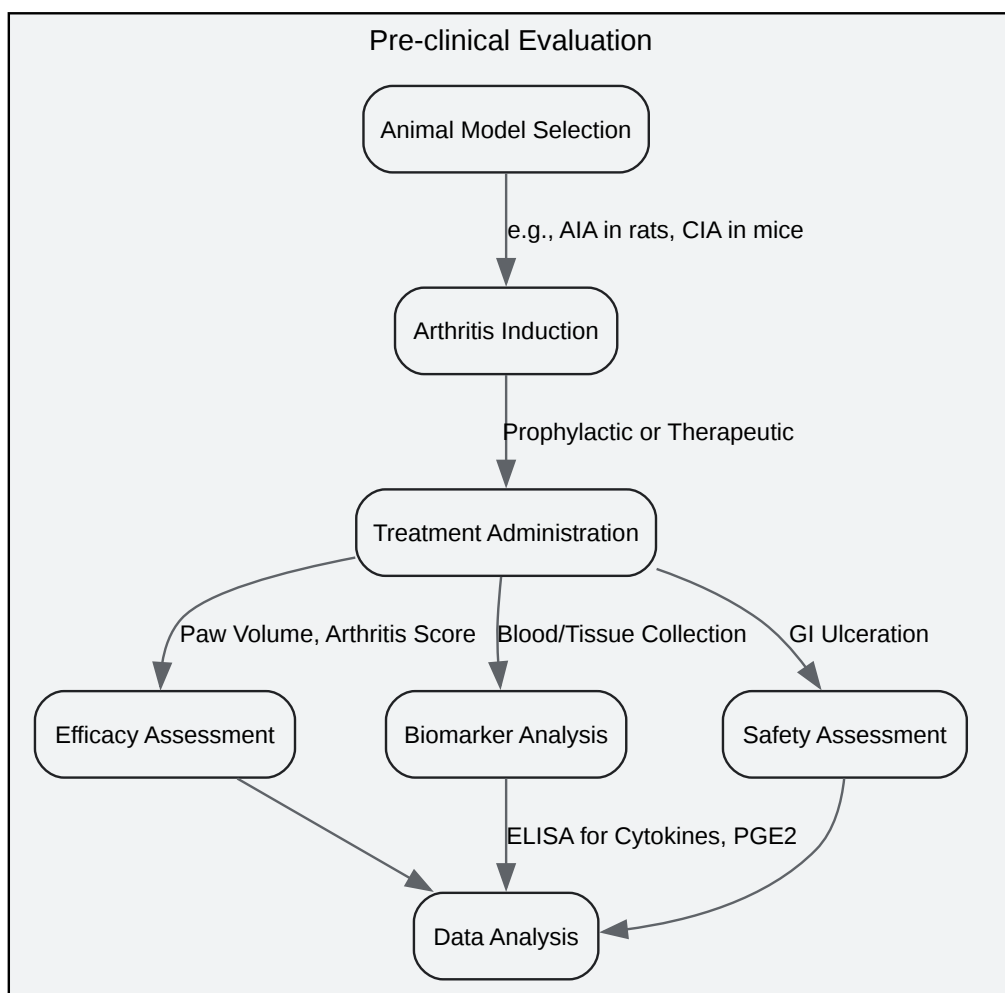 Pre-clinical Evaluation
Animal Model Selection
e.g., AIA in rats, CIA in mice
Arthritis Induction
Prophylactic or Therapeutic
Treatment Administration
Paw Volume, Arthritis Score
Blood/Tissue Collection
GI Ulceration
Efficacy Assessment
Biomarker Analysis
Safety Assessment
ELISA for Cytokines, PGE2
Data Analysis